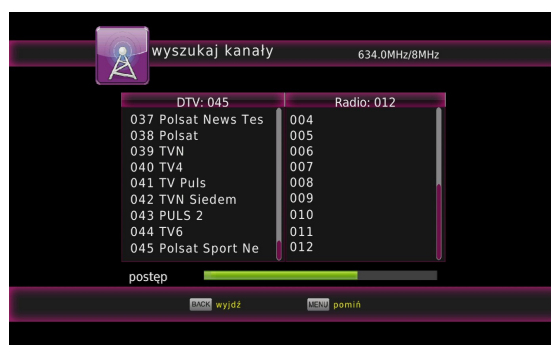 wyszukaj kanały
634.0MHz/8MHz
DTV: 045
Radio: 012
037 Polsat News Tes
038 Polsat
039 TVN
040 TV4
041 TV Puls
042 TVN Siedem
043 PULS 2
044 TV6
045 Polsat Sport Ne
004
005
006
007
008
009
010
011
012
postęp
BACK wyjdź
MENU pomiń